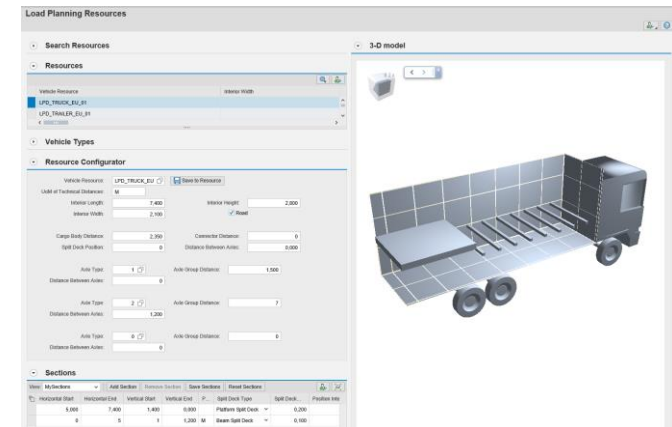 Load Planning Resources
Search Resources
3-D model
Resources
Vehicle Resource
Interior Width
LPD_TRUCK_EU_01
LPD_TRAILER_EU_01
Vehicle Types
Resource Configurator
Vehicle Resource: LPD_TRUCK_EU Save to Resource
UoM of Technical Distances: M
Interior Length: 7,400 Interior Height: 2,800
Interior Width: 2,100
Cargo Body Distance: 2,350 Connector Distance: 0
Split Deck Position: 0 Distance Between Axles: 0,000
Axle Type: 1 Axle Group Distance: 1,500
Distance Between Axles: 0
Axle Type: 2 Axle Group Distance: 7
Distance Between Axles: 1,200
Axle Type: 0 Axle Group Distance: 0
Distance Between Axles: 0
Sections
View: MySections Add Section Remove Section Save Sections Reset Sections
Horizontal Start Horizontal End Vertical Start Vertical End P... Split Deck Type Split Deck... Position Into
5,000 7,400 1,400 0,000 Platform Split Deck 0,200
0 5 1 1,200 M Beam Split Deck 0,100